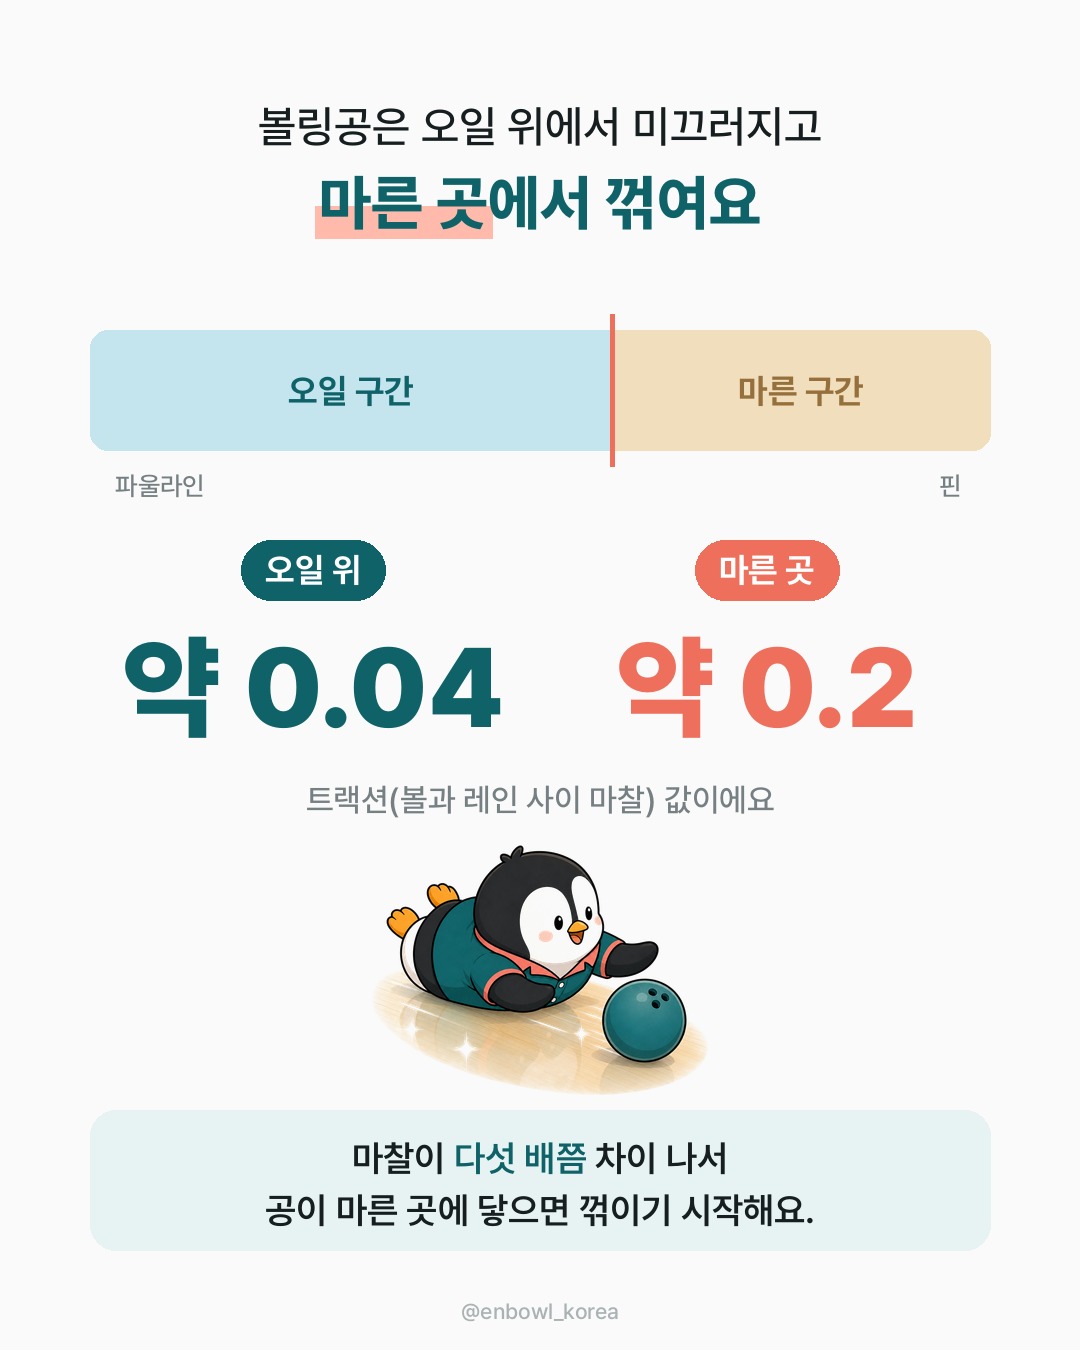 볼링공은 오일 위에서 미끄러지고
마른 곳에서 꺾여요
오일 구간
마른 구간
파울라인
핀
오일 위
마른 곳
약 0.04
약 0.2
트랙션(볼과 레인 사이 마찰) 값이에요
마찰이 다섯 배쯤 차이 나서
공이 마른 곳에 닿으면 꺾이기 시작해요.
@enbowl_korea